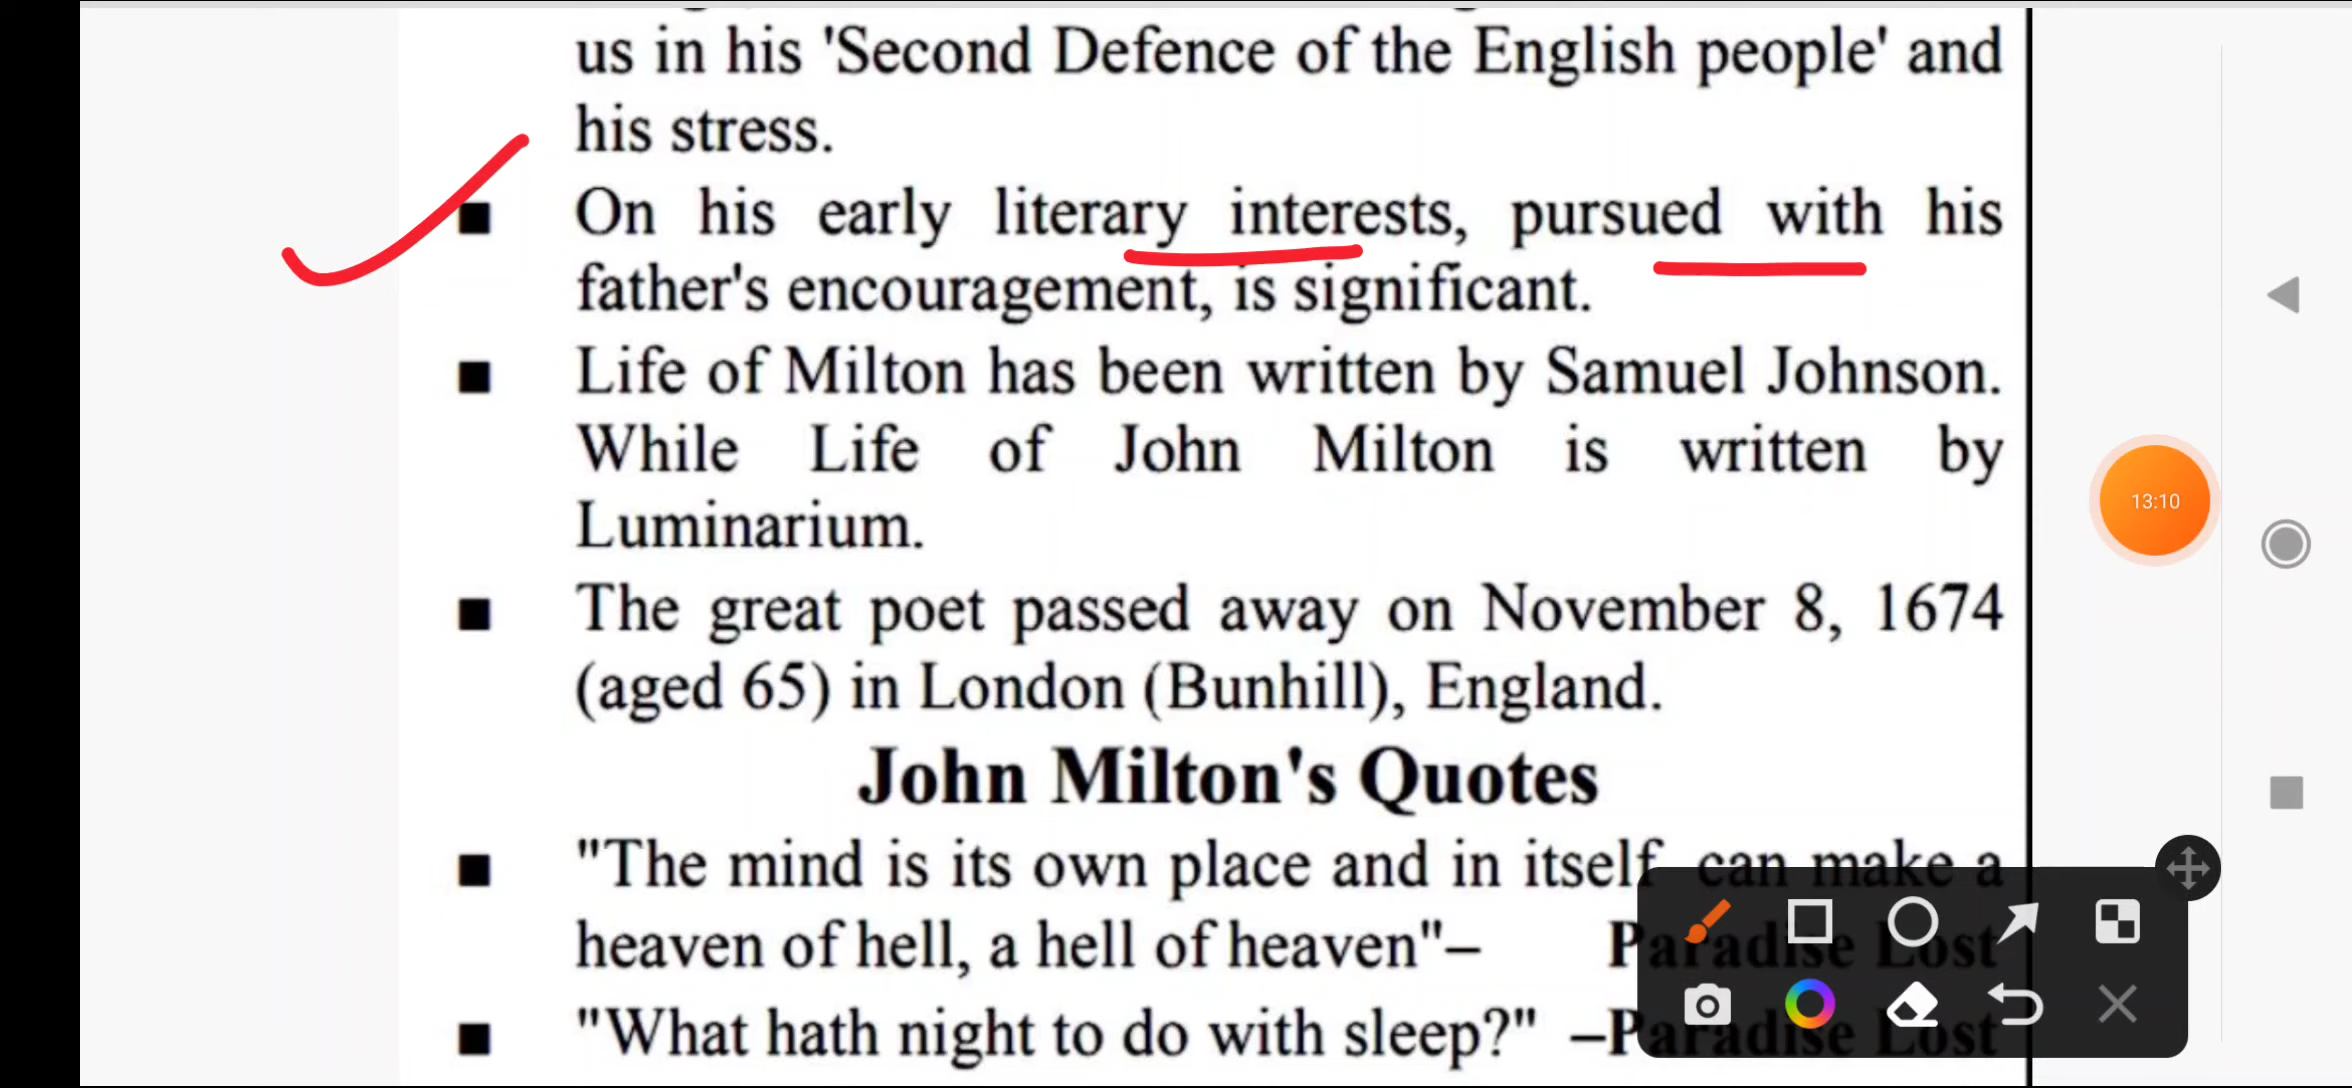 us in his 'Second Defence of the English people' and
his stress.
■ On his early literary interests, pursued with his
father's encouragement, is significant.
■ Life of Milton has been written by Samuel Johnson.
While Life of John Milton is written by
Luminarium.
■ The great poet passed away on November 8, 1674
(aged 65) in London (Bunhill), England.
John Milton's Quotes
■ "The mind is its own place and in itself, can make a
heaven of hell, a hell of heaven"– Paradise Lost
■ "What hath night to do with sleep?" –Paradise Lost
13:10